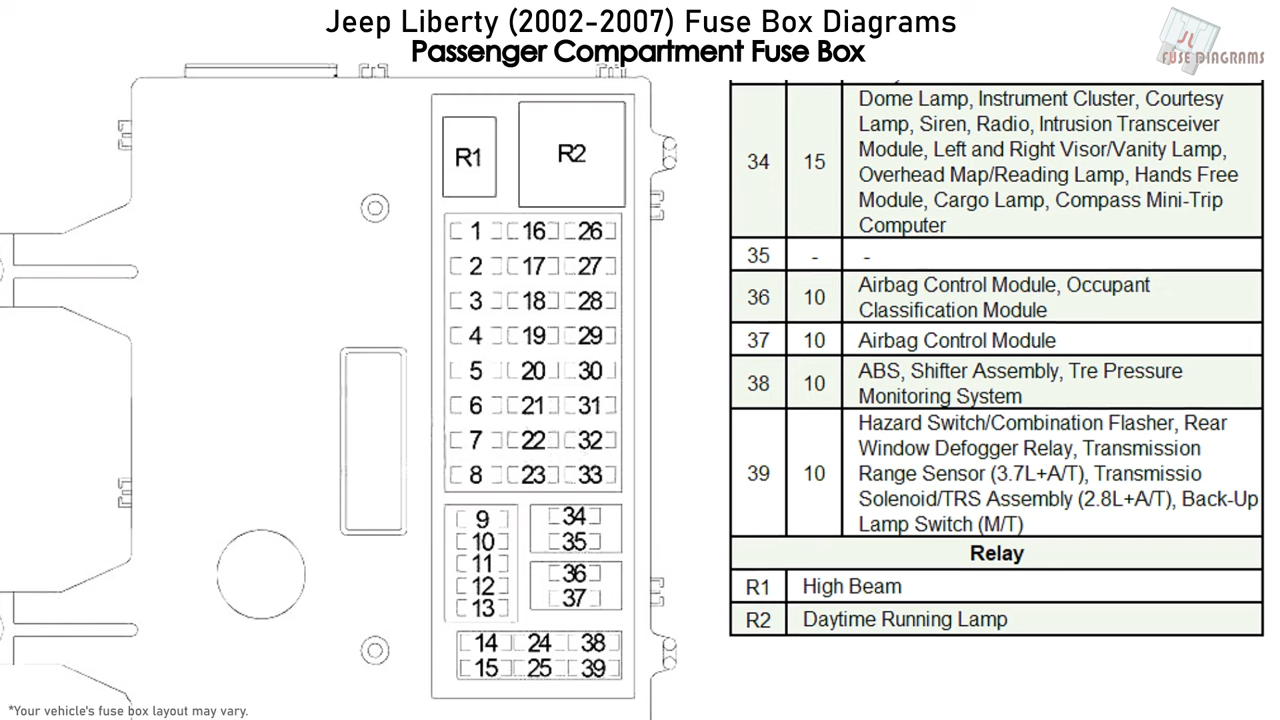 Jeep Liberty (2002-2007) Fuse Box Diagrams
Passenger Compartment Fuse Box
JL
FUSE DIAGRAMS
R1
R2
1 16 26
2 17 27
3 18 28
4 19 29
5 20 30
6 21 31
7 22 32
8 23 33
9
10
11
12
13
34
35
36
37
14 24 38
15 25 39
34 15 Dome Lamp, Instrument Cluster, Courtesy
Lamp, Siren, Radio, Intrusion Transceiver
Module, Left and Right Visor/Vanity Lamp,
Overhead Map/Reading Lamp, Hands Free
Module, Cargo Lamp, Compass Mini-Trip
Computer
35 - -
36 10 Airbag Control Module, Occupant
Classification Module
37 10 Airbag Control Module
38 10 ABS, Shifter Assembly, Tre Pressure
Monitoring System
39 10 Hazard Switch/Combination Flasher, Rear
Window Defogger Relay, Transmission
Range Sensor (3.7L+A/T), Transmissio
Solenoid/TRS Assembly (2.8L+A/T), Back-Up
Lamp Switch (M/T)
Relay
R1 High Beam
R2 Daytime Running Lamp
*Your vehicle's fuse box layout may vary.